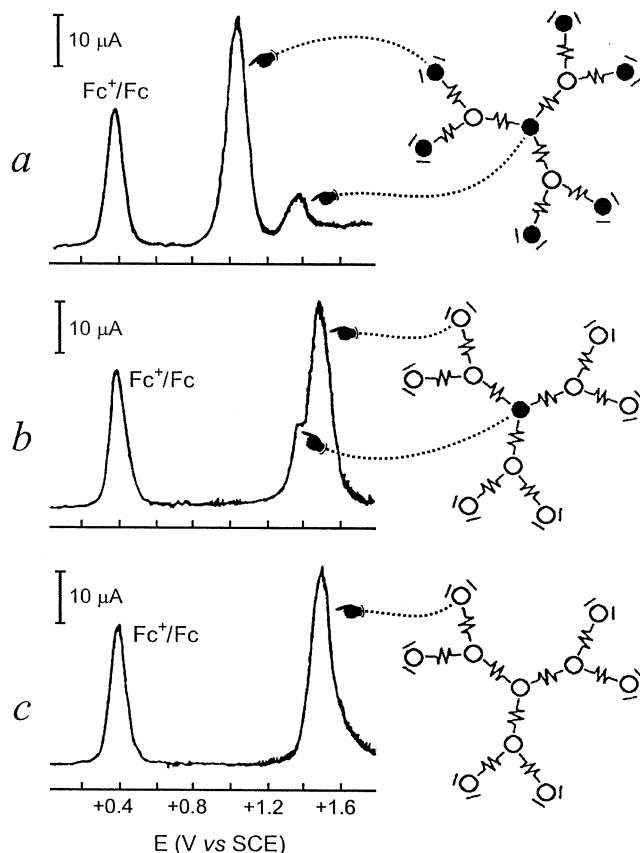 10 µA
Fc⁺/Fc
a
10 µA
Fc⁺/Fc
b
10 µA
Fc⁺/Fc
c
+0.4 +0.8 +1.2 +1.6
E (V vs SCE)